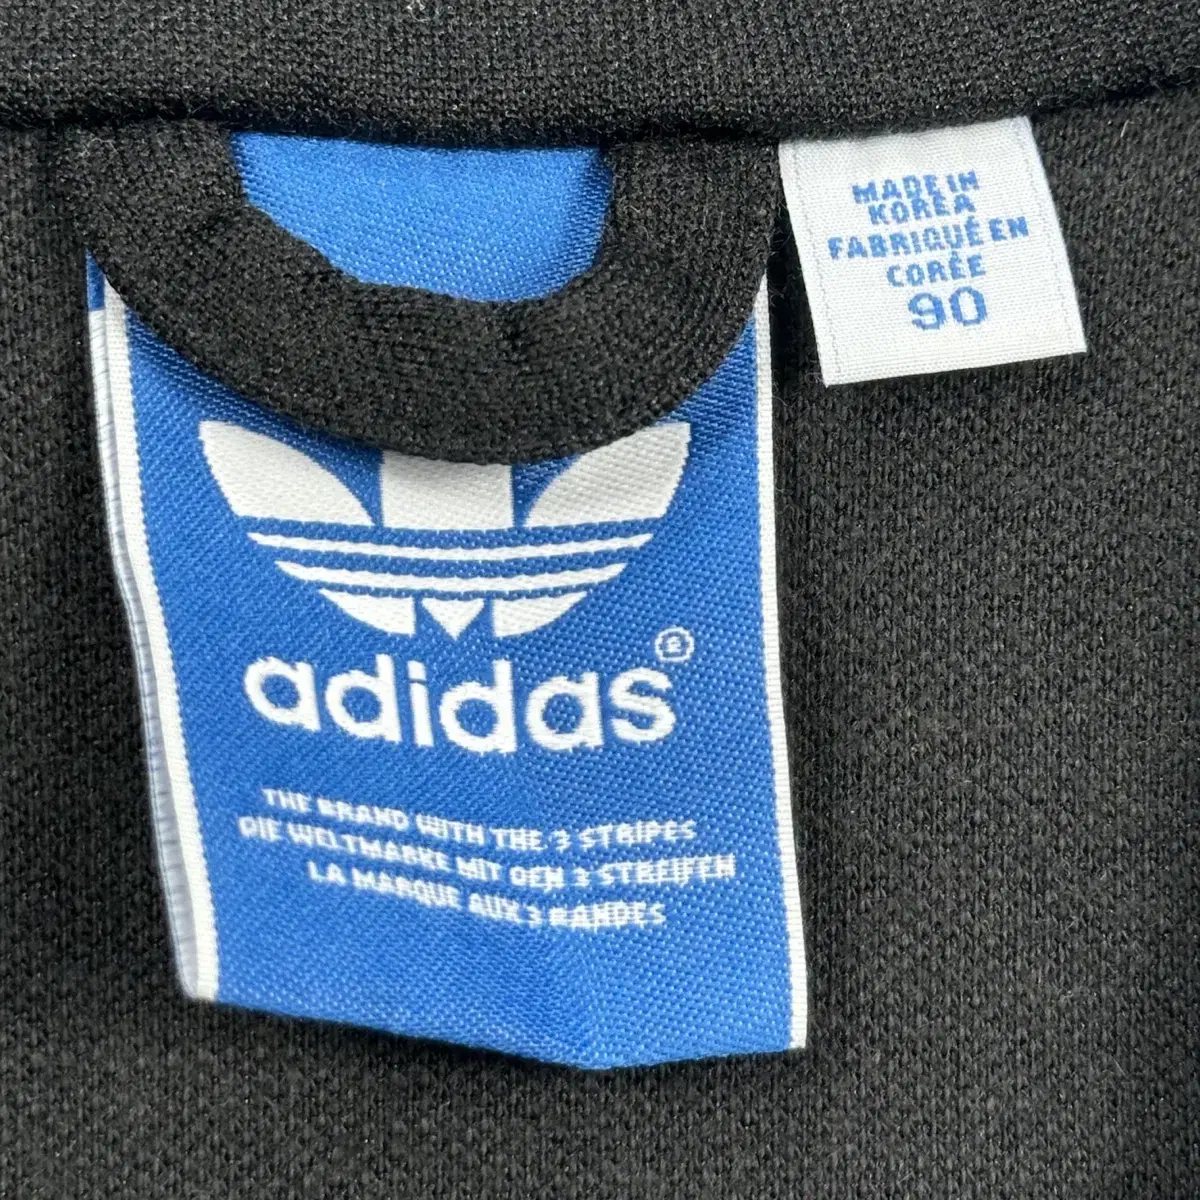 MADE IN
KOREA
FABRIQUÉ EN
CORÉE
90
adidas®
THE BRAND WITH THE 3 STRIPES
DIE WELTMARKE MIT DEN 3 STREIFEN
LA MARQUE AUX 3 BANDES